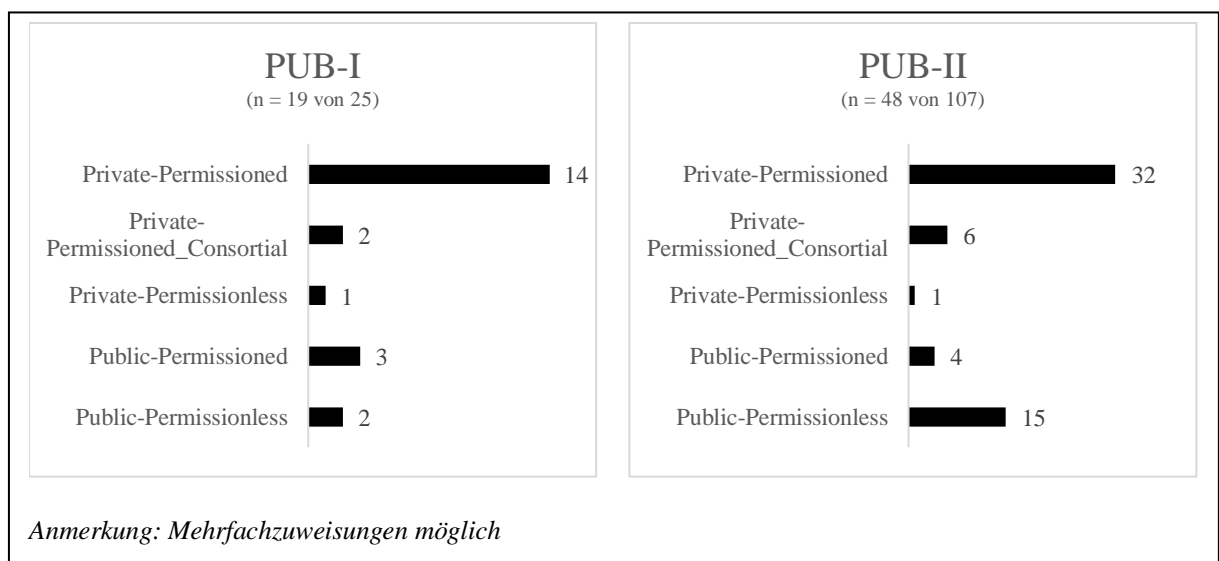 PUB-I
(n = 19 von 25)
Private-Permissioned 14
Private-
Permissioned_Consortial 2
Private-Permissionless 1
Public-Permissioned 3
Public-Permissionless 2
PUB-II
(n = 48 von 107)
Private-Permissioned 32
Private-
Permissioned_Consortial 6
Private-Permissionless 1
Public-Permissioned 4
Public-Permissionless 15
Anmerkung: Mehrfachzuweisungen möglich